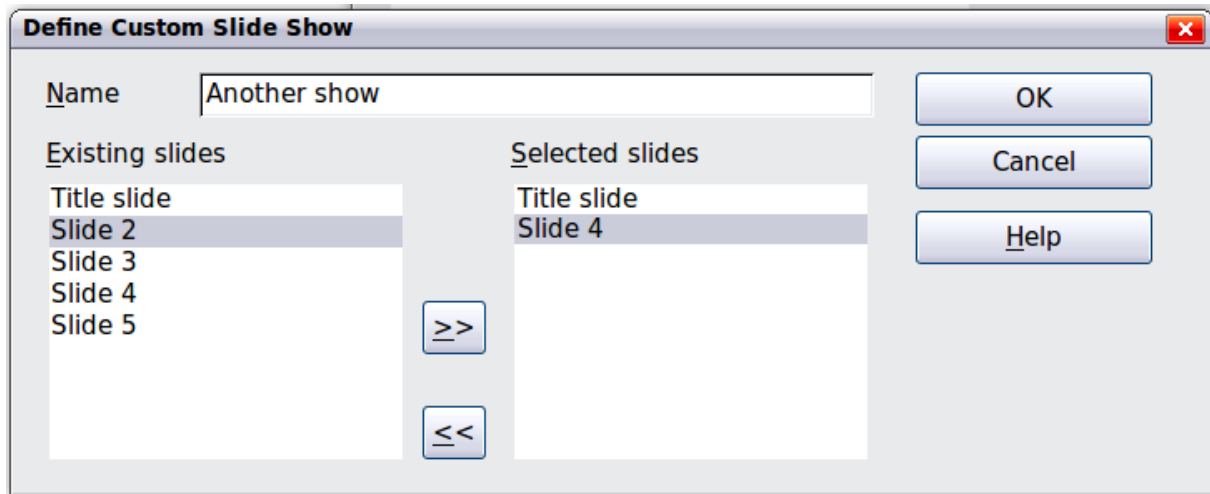 Define Custom Slide Show
Name
Another show
OK
Existing slides
Selected slides
Cancel
Title slide
Slide 2
Slide 3
Slide 4
Slide 5
Title slide
Slide 4
Help
>>
<<